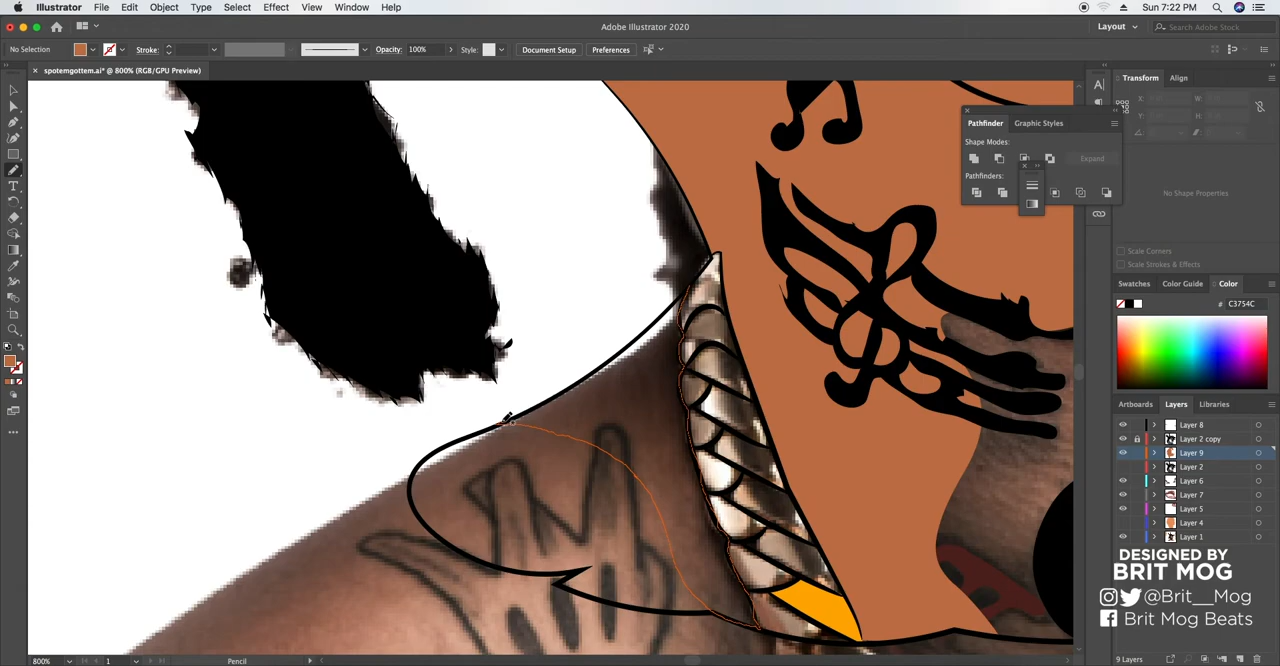 Illustrator File Edit Object Type Select Effect View Window Help
Sun 7:22 PM
Adobe Illustrator 2020
Layout
Search Adobe Stock
No Selection
Stroke:
Opacity: 100%
Style:
Document Setup
Preferences
× spotemgottem.ai* @ 800% (RGB/GPU Preview)
Transform Align
X:
W:
Y:
H:
No Shape Properties.
Scale Corners
Scale Strokes & Effects
Pathfinder Graphic Styles
Shape Modes:
Expand
Pathfinders:
Swatches Color Guide Color
# C3754C
Artboards Layers Libraries
Layer 8
Layer 2 copy
Layer 9
Layer 2
Layer 6
Layer 7
Layer 5
Layer 4
Layer 1
DESIGNED BY
BRIT MOG
@Brit__Mog
Brit Mog Beats
800%
1
9 Layers